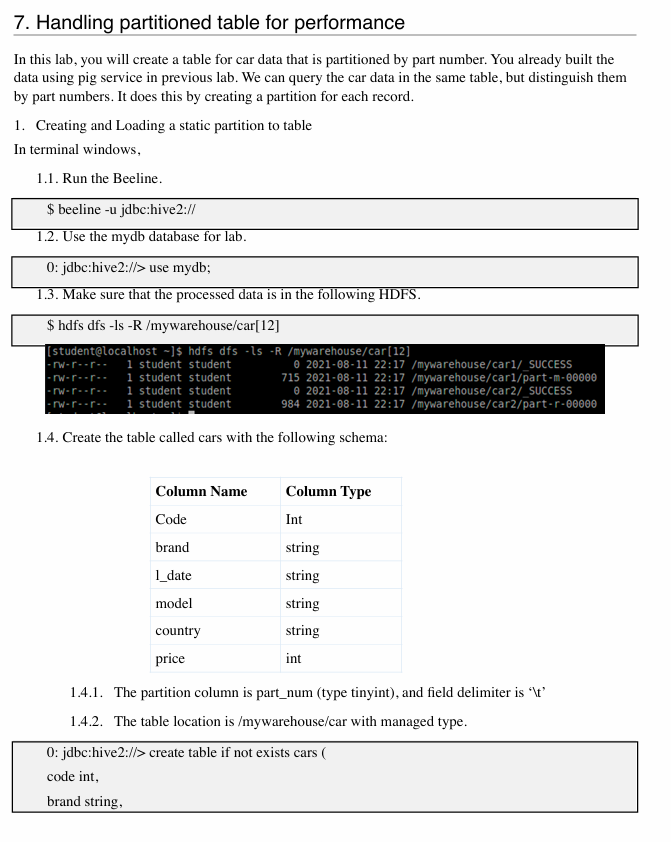 7. Handling partitioned table for performance
In this lab, you will create a table for car data that is partitioned by part number. You already built the
data using pig service in previous lab. We can query the car data in the same table, but distinguish them
by part numbers. It does this by creating a partition for each record.
1. Creating and Loading a static partition to table
In terminal windows,
1.1. Run the Beeline.
$ beeline -u jdbc:hive2://
1.2. Use the mydb database for lab.
0: jdbc:hive2://> use mydb;
1.3. Make sure that the processed data is in the following HDFS.
$ hdfs dfs -ls -R /mywarehouse/car[12]
[student@localhost ~]$ hdfs dfs -ls -R /mywarehouse/car[12]
-rw-r--r-- 1 student student 0 2021-08-11 22:17 /mywarehouse/car1/_SUCCESS
-rw-r--r-- 1 student student 715 2021-08-11 22:17 /mywarehouse/car1/part-m-00000
-rw-r--r-- 1 student student 0 2021-08-11 22:17 /mywarehouse/car2/_SUCCESS
-rw-r--r-- 1 student student 984 2021-08-11 22:17 /mywarehouse/car2/part-r-00000
1.4. Create the table called cars with the following schema:
Column Name Column Type
Code Int
brand string
l_date string
model string
country string
price int
1.4.1. The partition column is part_num (type tinyint), and field delimiter is ‘\t’
1.4.2. The table location is /mywarehouse/car with managed type.
0: jdbc:hive2://> create table if not exists cars (
code int,
brand string,